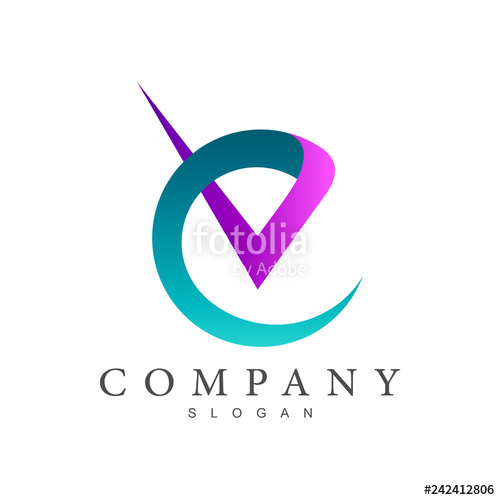 fotolia
by Adobe
COMPANY
SLOGAN
#242412806